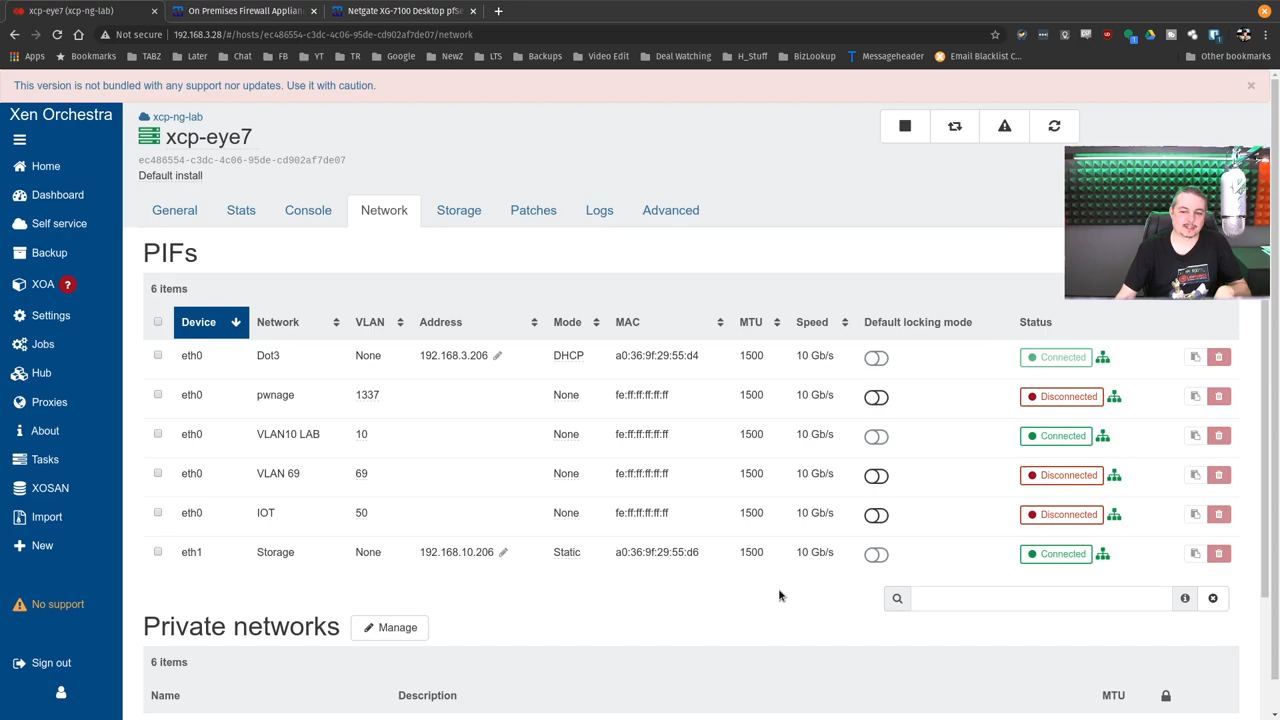 xcp-eye7 (xcp-ng-lab)
On Premises Firewall Applian
Netgate XG-7100 Desktop pfSe
Not secure
192.168.3.28/#/hosts/ec486554-c3dc-4c06-95de-cd902af7de07/network
Apps
Bookmarks
TABZ
Later
Chat
FB
YT
TR
Google
NewZ
LTS
Backups
Video Edit
Deal Watching
H_Stuff
BizLookup
Messageheader
Email Blacklist C...
Other bookmarks
This version is not bundled with any support nor updates. Use it with caution.
Xen Orchestra
Home
Dashboard
Self service
Backup
XOA ?
Settings
Jobs
Hub
Proxies
About
Tasks
XOSAN
Import
New
No support
Sign out
xcp-ng-lab
xcp-eye7
ec486554-c3dc-4c06-95de-cd902af7de07
Default install
General
Stats
Console
Network
Storage
Patches
Logs
Advanced
PIFs
6 items
Device Network VLAN Address Mode MAC MTU Speed Default locking mode Status
eth0 Dot3 None 192.168.3.206 DHCP a0:36:9f:29:55:d4 1500 10 Gb/s Connected
eth0 pwnage 1337 None fe:ff:ff:ff:ff:ff 1500 10 Gb/s Disconnected
eth0 VLAN10 LAB 10 None fe:ff:ff:ff:ff:ff 1500 10 Gb/s Connected
eth0 VLAN 69 69 None fe:ff:ff:ff:ff:ff 1500 10 Gb/s Disconnected
eth0 IOT 50 None fe:ff:ff:ff:ff:ff 1500 10 Gb/s Disconnected
eth1 Storage None 192.168.10.206 Static a0:36:9f:29:55:d6 1500 10 Gb/s Connected
Private networks
Manage
6 items
Name Description MTU